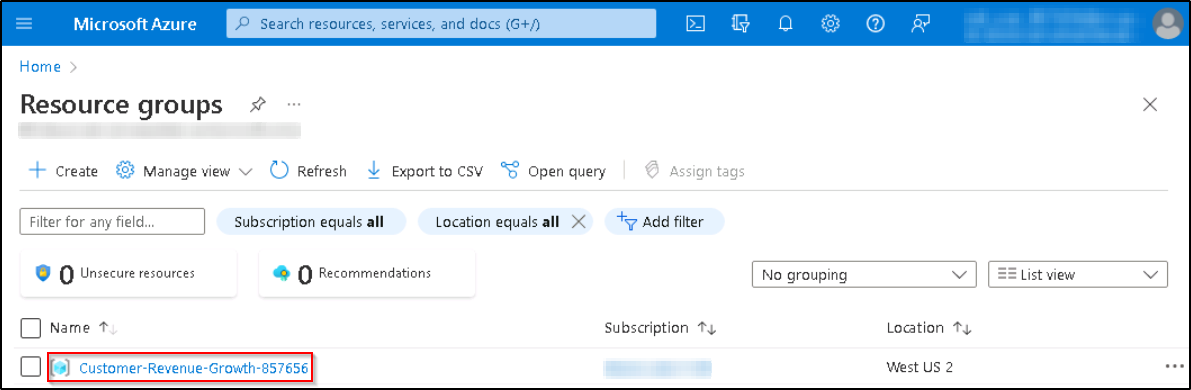 Microsoft Azure Search resources, services, and docs (G+/)
Home >
Resource groups ...
+ Create Manage view Refresh Export to CSV Open query Assign tags
Filter for any field... Subscription equals all Location equals all Add filter
0 Unsecure resources 0 Recommendations No grouping List view
Name ↑↓ Subscription ↑↓ Location ↑↓
Customer-Revenue-Growth-857656 West US 2 ...